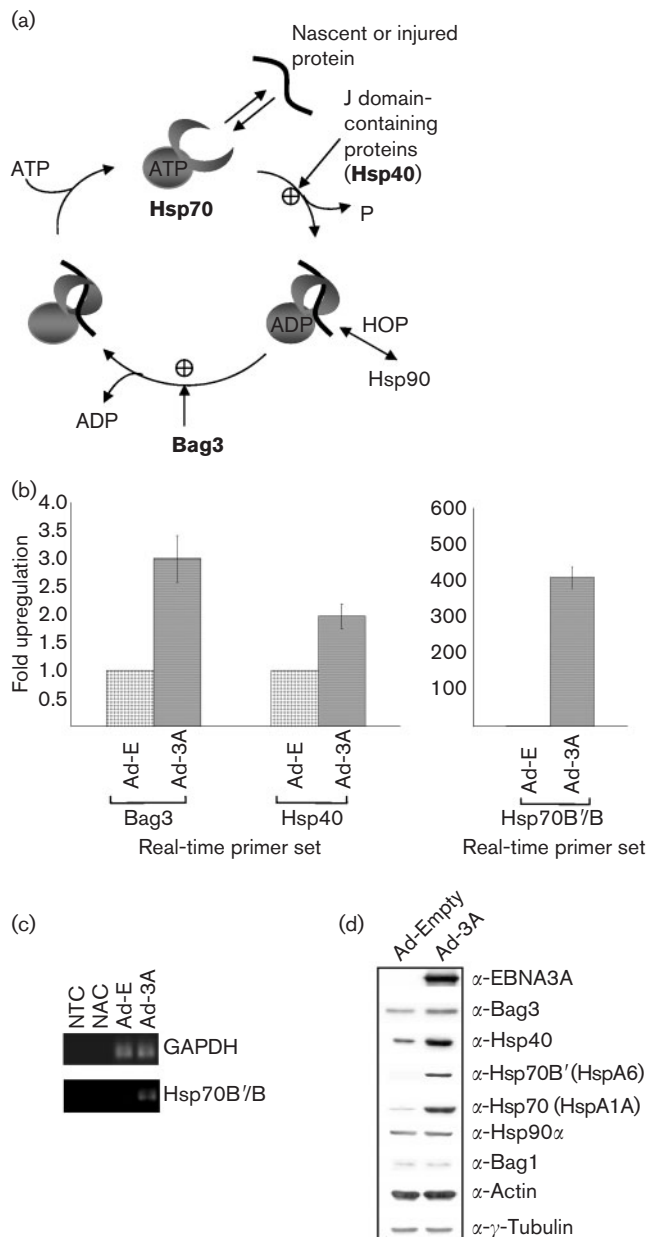 (a)
Nascent or injured
protein
J domain-
containing
proteins
(Hsp40)
ATP
ATP
Hsp70
P
ADP
HOP
Hsp90
ADP
Bag3
(b)
Fold upregulation
4.0
3.5
3.0
2.5
2.0
1.5
1.0
0.5
Ad-E
Ad-3A
Ad-E
Ad-3A
Bag3
Hsp40
Real-time primer set
600
500
400
300
200
100
Ad-E
Ad-3A
Hsp70B′/B
Real-time primer set
(c)
NTC
NAC
Ad-E
Ad-3A
GAPDH
Hsp70B′/B
(d)
Ad-Empty
Ad-3A
α-EBNA3A
α-Bag3
α-Hsp40
α-Hsp70B′ (HspA6)
α-Hsp70 (HspA1A)
α-Hsp90α
α-Bag1
α-Actin
α-γ-Tubulin